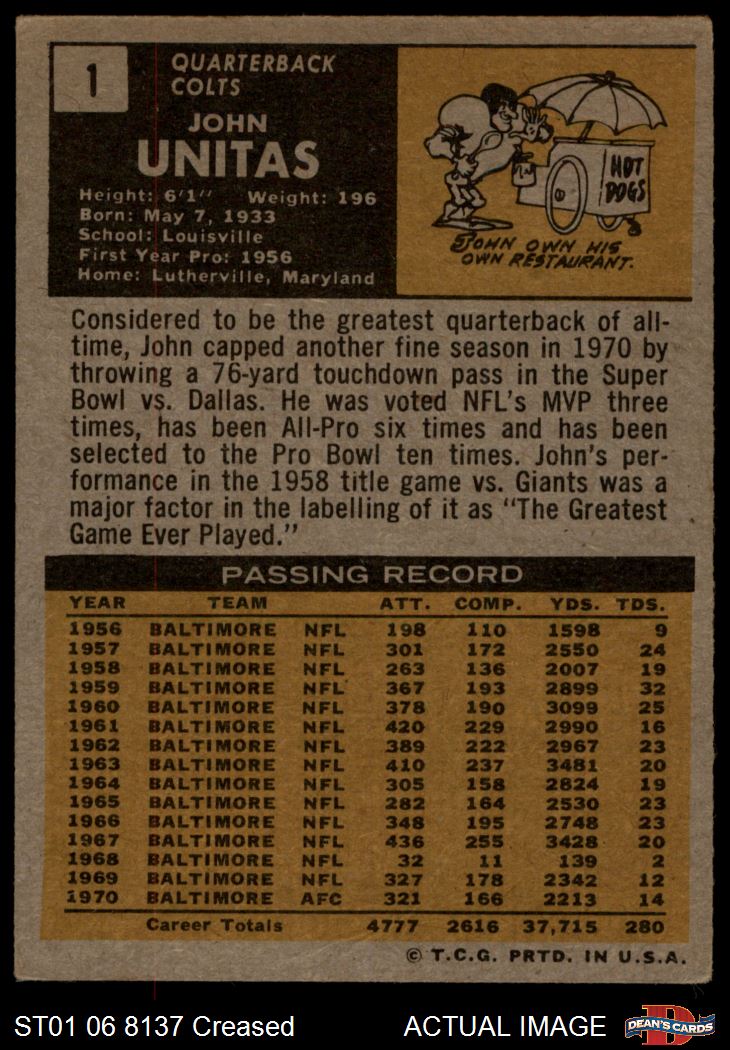 1
QUARTERBACK
COLTS
JOHN
UNITAS
Height: 6'1" Weight: 196
Born: May 7, 1933
School: Louisville
First Year Pro: 1956
Home: Lutherville, Maryland
HOT
DOGS
JOHN OWN HIS
OWN RESTAURANT.
Considered to be the greatest quarterback of all-
time, John capped another fine season in 1970 by
throwing a 76-yard touchdown pass in the Super
Bowl vs. Dallas. He was voted NFL's MVP three
times, has been All-Pro six times and has been
selected to the Pro Bowl ten times. John's per-
formance in the 1958 title game vs. Giants was a
major factor in the labelling of it as "The Greatest
Game Ever Played."
PASSING RECORD
YEAR TEAM ATT. COMP. YDS. TDS.
1956 BALTIMORE NFL 198 110 1598 9
1957 BALTIMORE NFL 301 172 2550 24
1958 BALTIMORE NFL 263 136 2007 19
1959 BALTIMORE NFL 367 193 2899 32
1960 BALTIMORE NFL 378 190 3099 25
1961 BALTIMORE NFL 420 229 2990 16
1962 BALTIMORE NFL 389 222 2967 23
1963 BALTIMORE NFL 410 237 3481 20
1964 BALTIMORE NFL 305 158 2824 19
1965 BALTIMORE NFL 282 164 2530 23
1966 BALTIMORE NFL 348 195 2748 23
1967 BALTIMORE NFL 436 255 3428 20
1968 BALTIMORE NFL 32 11 139 2
1969 BALTIMORE NFL 327 178 2342 12
1970 BALTIMORE AFC 321 166 2213 14
Career Totals 4777 2616 37,715 280
© T.C.G. PRTD. IN U.S.A.
ST01 06 8137 Creased ACTUAL IMAGE
D
DEAN'S CARDS